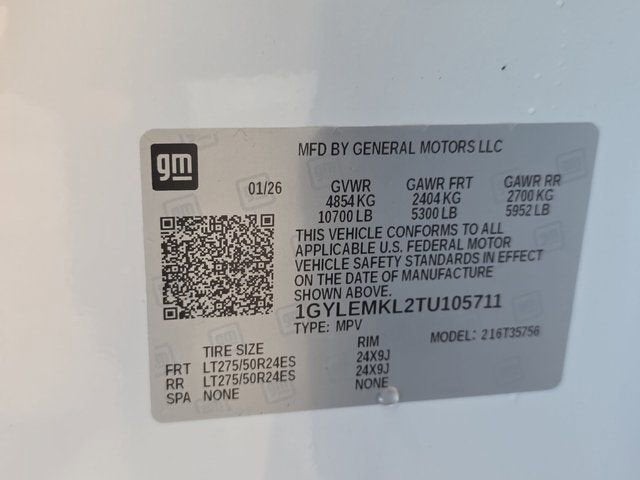 gm
MFD BY GENERAL MOTORS LLC
01/26 GVWR GAWR FRT GAWR RR
4854 KG 2404 KG 2700 KG
10700 LB 5300 LB 5952 LB
THIS VEHICLE CONFORMS TO ALL
APPLICABLE U.S. FEDERAL MOTOR
VEHICLE SAFETY STANDARDS IN EFFECT
ON THE DATE OF MANUFACTURE
SHOWN ABOVE.
1GYLEMKL2TU105711
TYPE: MPV MODEL: 216T35756
TIRE SIZE RIM
FRT LT275/50R24ES 24X9J
RR LT275/50R24ES 24X9J
SPA NONE NONE